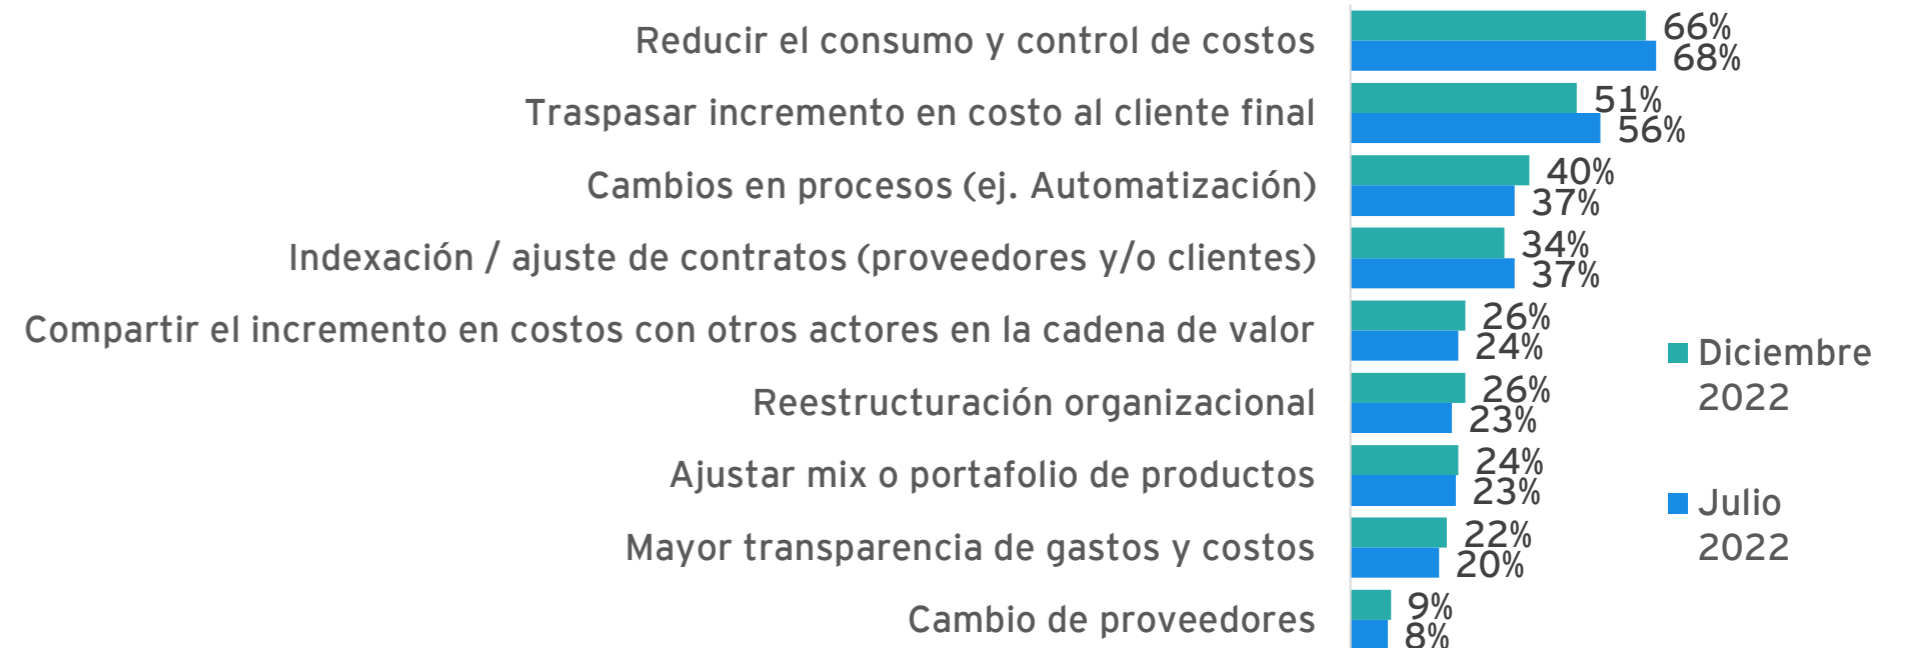 Reducir el consumo y control de costos
66%
68%
Traspasar incremento en costo al cliente final
51%
56%
Cambios en procesos (ej. Automatización)
40%
37%
Indexación / ajuste de contratos (proveedores y/o clientes)
34%
37%
Compartir el incremento en costos con otros actores en la cadena de valor
26%
24%
Reestructuración organizacional
26%
23%
Ajustar mix o portafolio de productos
24%
23%
Mayor transparencia de gastos y costos
22%
20%
Cambio de proveedores
9%
8%
Diciembre
2022
Julio
2022